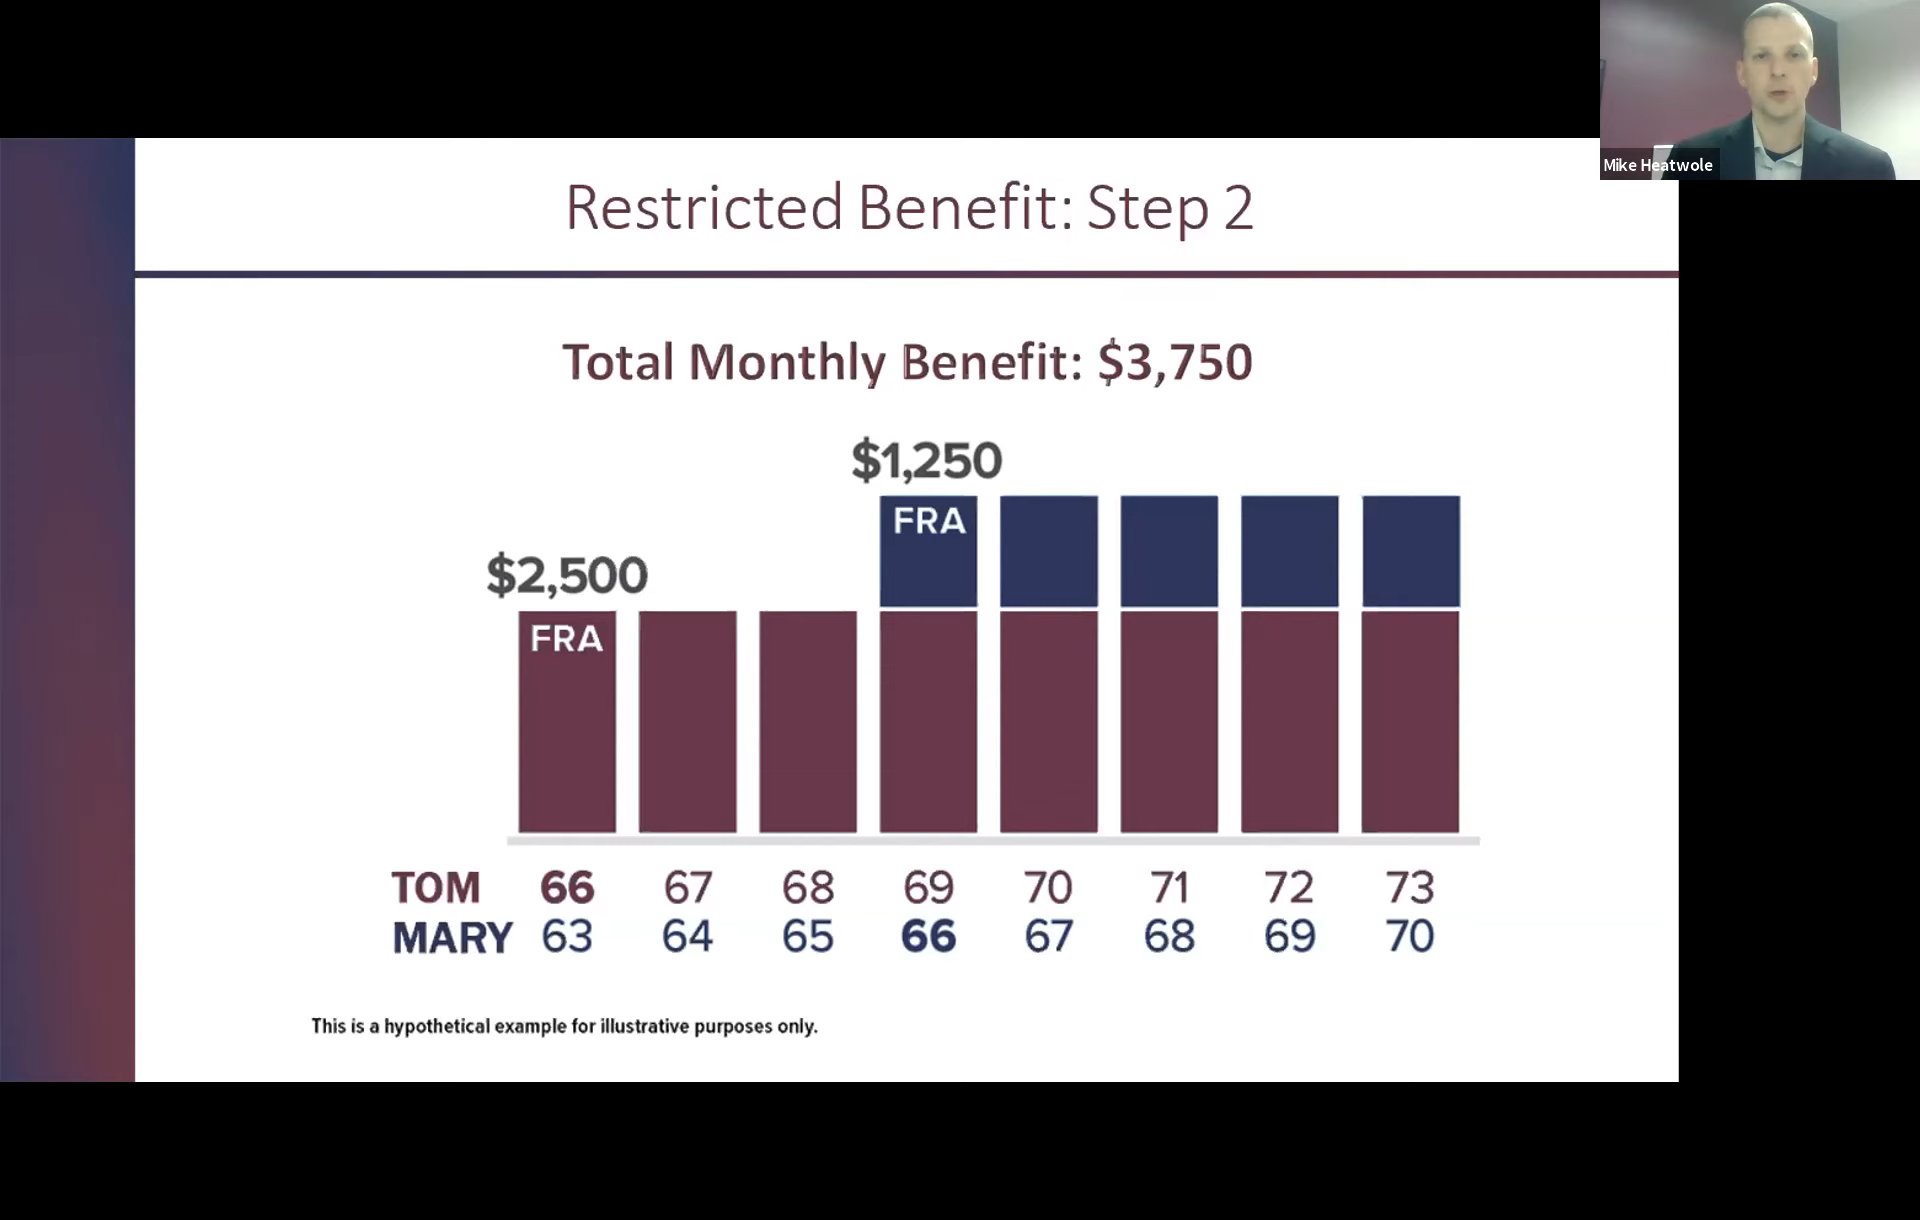 Mike Heatwole
Restricted Benefit: Step 2
Total Monthly Benefit: $3,750
$1,250
FRA
$2,500
FRA
TOM 66 67 68 69 70 71 72 73
MARY 63 64 65 66 67 68 69 70
This is a hypothetical example for illustrative purposes only.